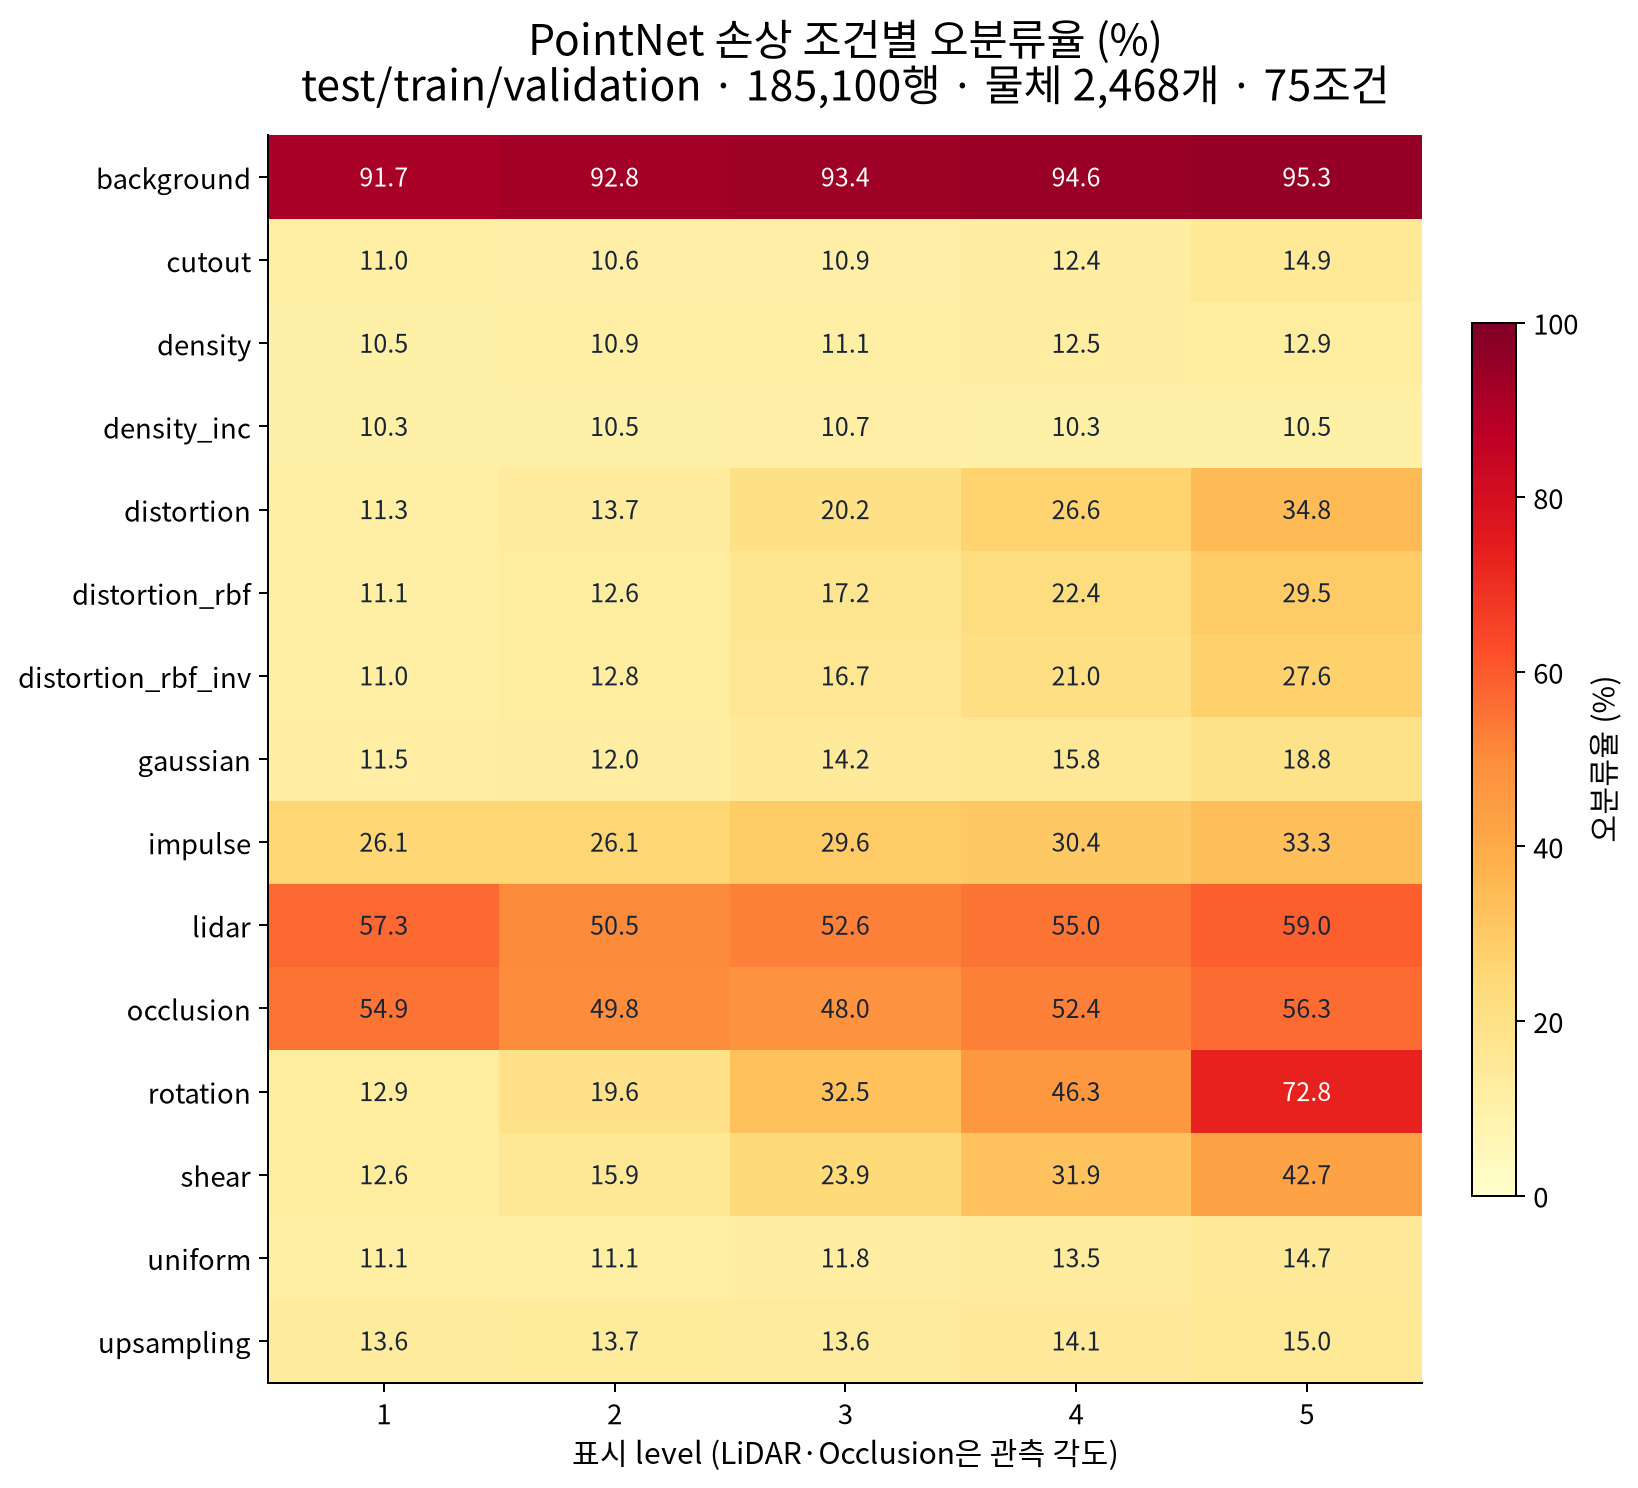 PointNet 손상 조건별 오분류율 (%)
test/train/validation · 185,100행 · 물체 2,468개 · 75조건
background 91.7 92.8 93.4 94.6 95.3
cutout 11.0 10.6 10.9 12.4 14.9
density 10.5 10.9 11.1 12.5 12.9
density_inc 10.3 10.5 10.7 10.3 10.5
distortion 11.3 13.7 20.2 26.6 34.8
distortion_rbf 11.1 12.6 17.2 22.4 29.5
distortion_rbf_inv 11.0 12.8 16.7 21.0 27.6
gaussian 11.5 12.0 14.2 15.8 18.8
impulse 26.1 26.1 29.6 30.4 33.3
lidar 57.3 50.5 52.6 55.0 59.0
occlusion 54.9 49.8 48.0 52.4 56.3
rotation 12.9 19.6 32.5 46.3 72.8
shear 12.6 15.9 23.9 31.9 42.7
uniform 11.1 11.1 11.8 13.5 14.7
upsampling 13.6 13.7 13.6 14.1 15.0
1 2 3 4 5
표시 level (LiDAR·Occlusion은 관측 각도)
100
80
60
40
20
0
오분류율 (%)